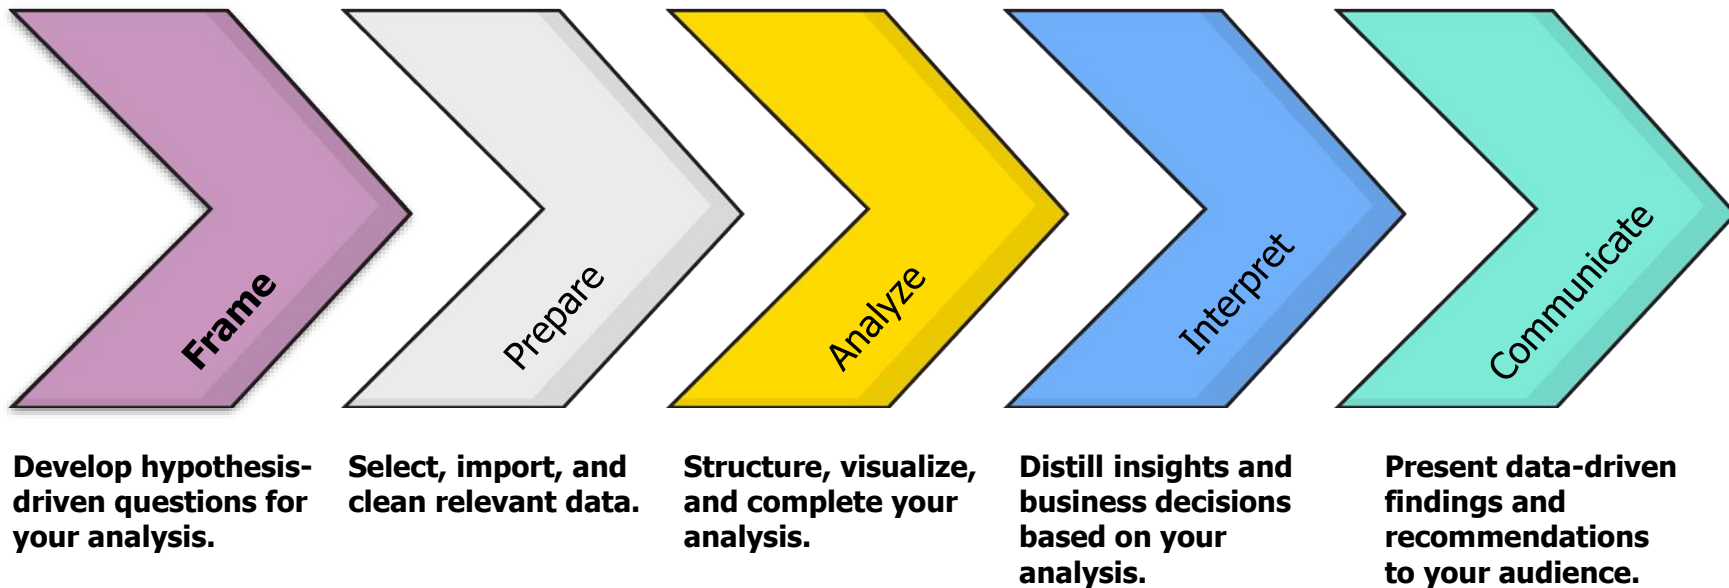 Frame
Prepare
Analyze
Interpret
Communicate
Develop hypothesis-
driven questions for
your analysis.
Select, import, and
clean relevant data.
Structure, visualize,
and complete your
analysis.
Distill insights and
business decisions
based on your
analysis.
Present data-driven
findings and
recommendations
to your audience.